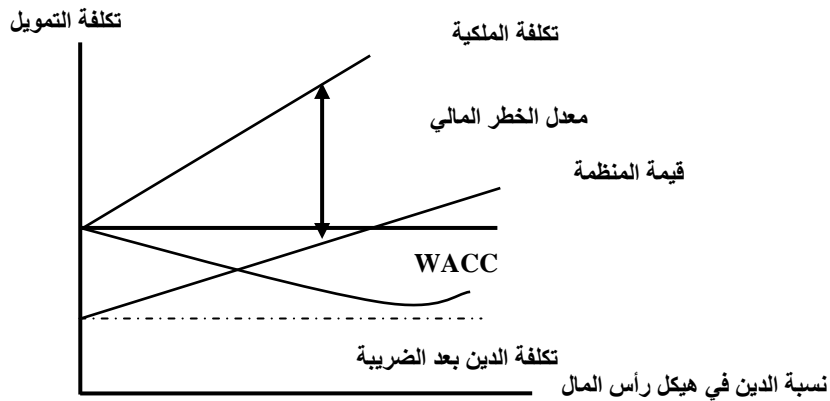 تكلفة التمويل
تكلفة الملكية
معدل الخطر المالي
قيمة المنظمة
WACC
تكلفة الدين بعد الضريبة
نسبة الدين في هيكل رأس المال